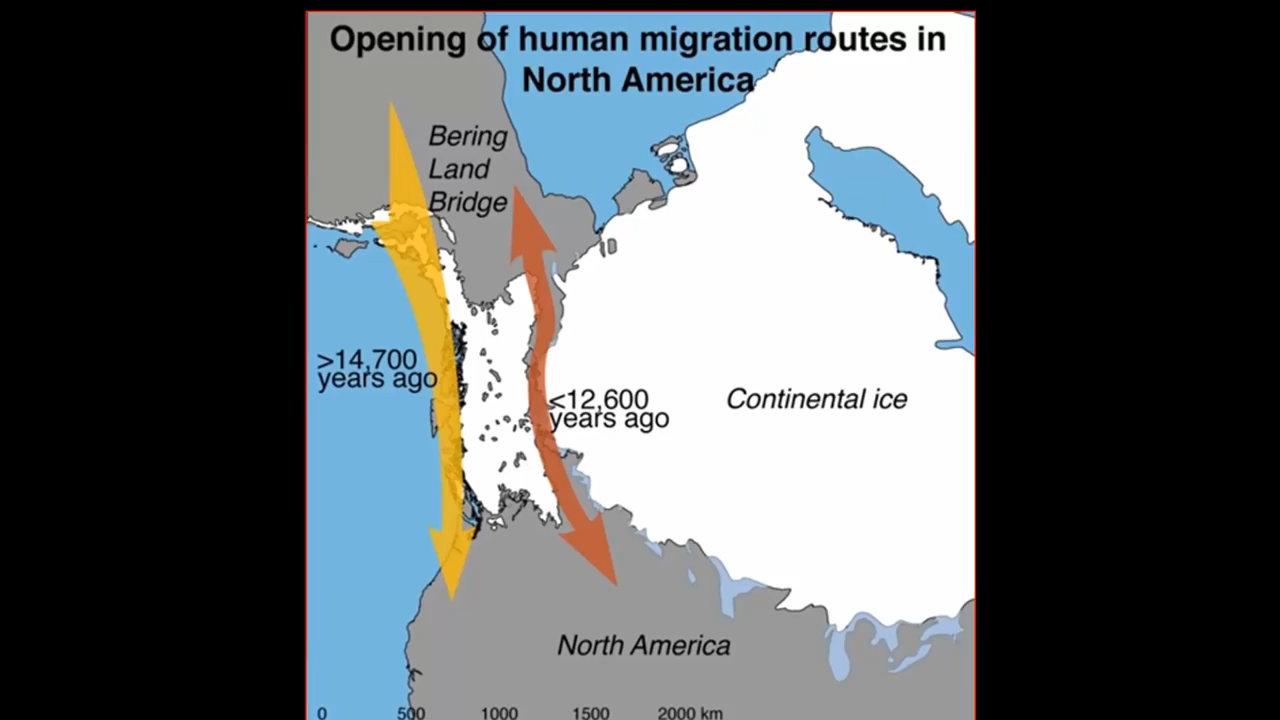 Opening of human migration routes in
North America
Bering
Land
Bridge
>14,700
years ago
<12,600
years ago
Continental ice
North America
0 500 1000 1500 2000 km